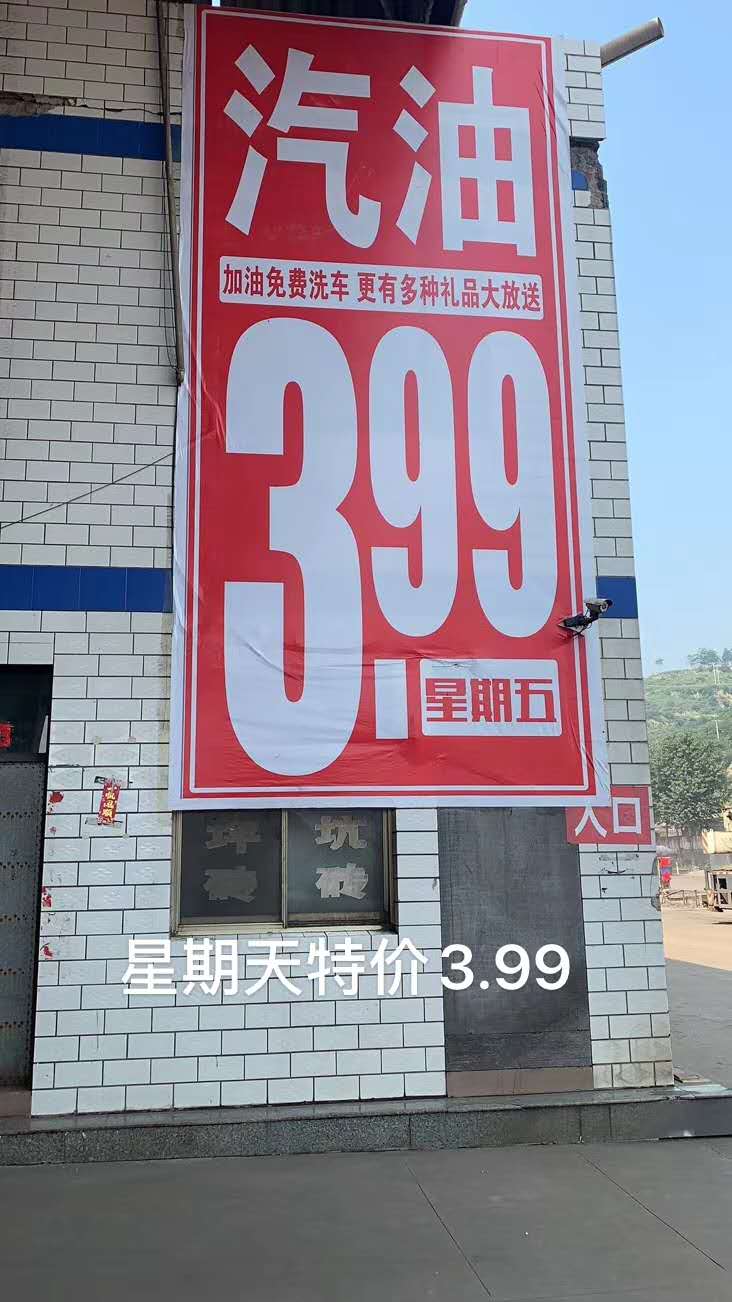 汽油
加油免费洗车 更有多种礼品大放送
3.99
星期五
入口
星期天特价3.99